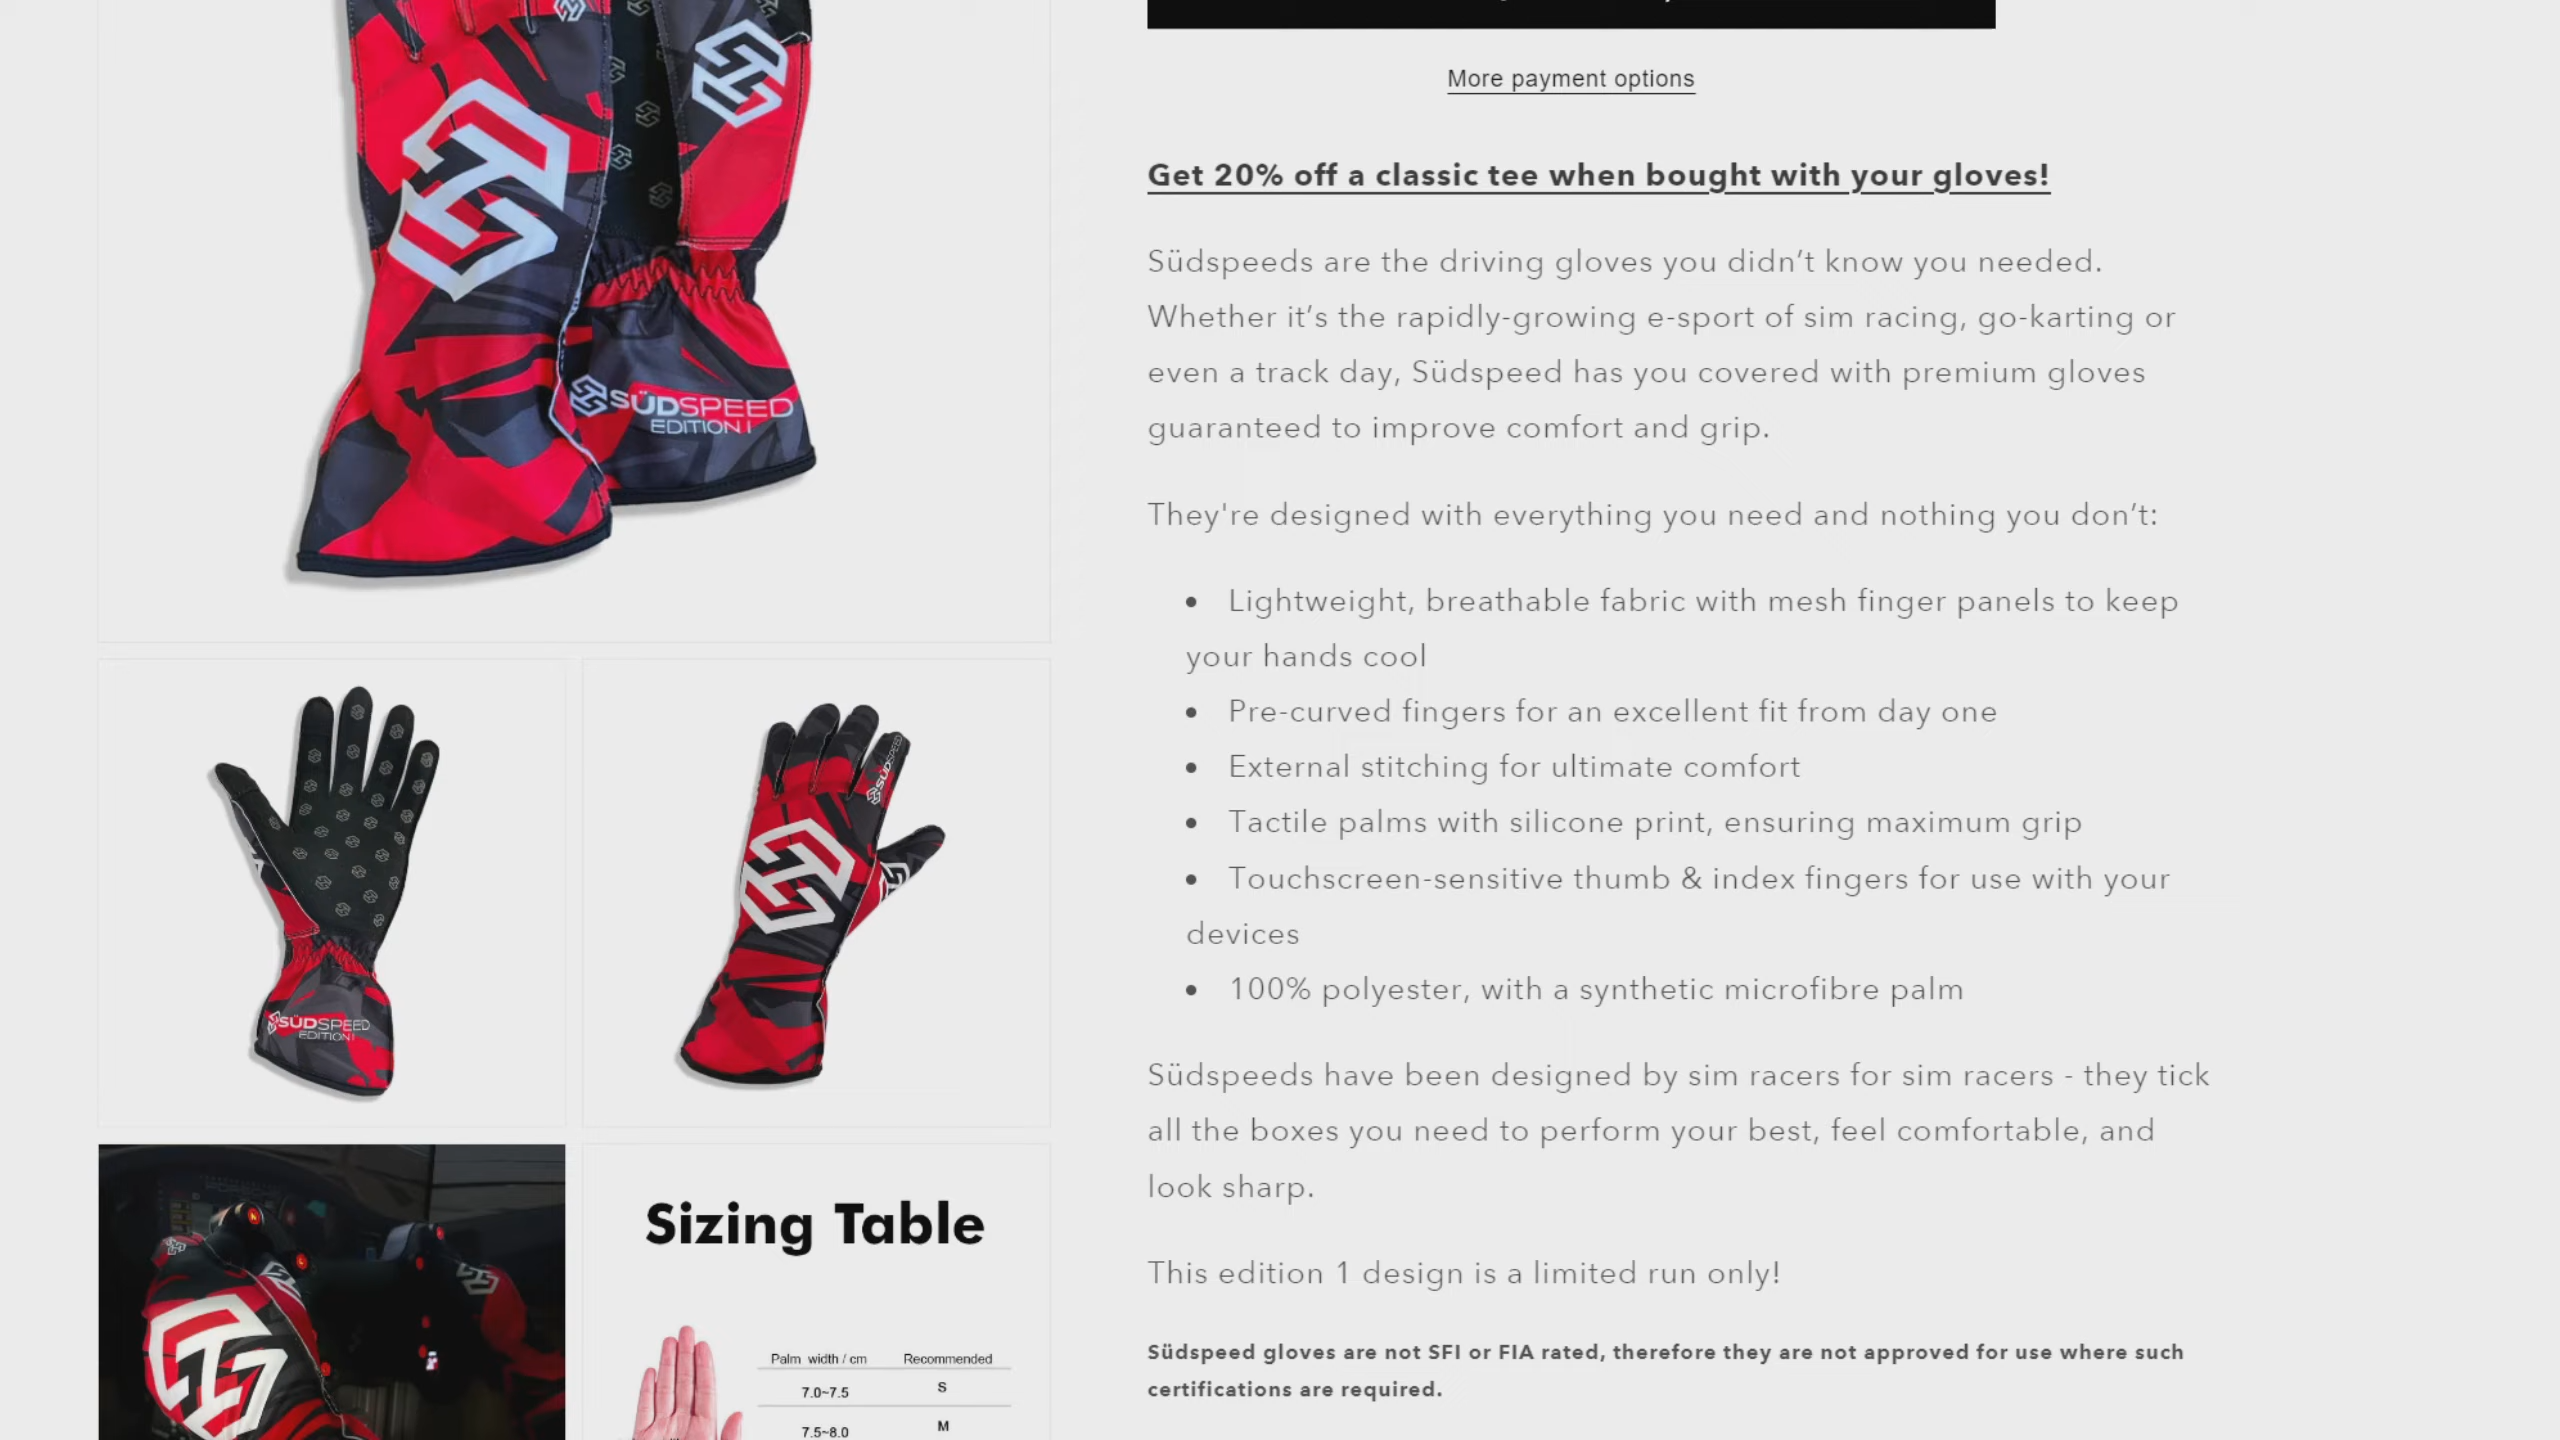 More payment options
Get 20% off a classic tee when bought with your gloves!
Südspeeds are the driving gloves you didn’t know you needed.
Whether it’s the rapidly-growing e-sport of sim racing, go-karting or
even a track day, Südspeed has you covered with premium gloves
guaranteed to improve comfort and grip.
They're designed with everything you need and nothing you don’t:
• Lightweight, breathable fabric with mesh finger panels to keep
your hands cool
• Pre-curved fingers for an excellent fit from day one
• External stitching for ultimate comfort
• Tactile palms with silicone print, ensuring maximum grip
• Touchscreen-sensitive thumb & index fingers for use with your
devices
• 100% polyester, with a synthetic microfibre palm
Südspeeds have been designed by sim racers for sim racers - they tick
all the boxes you need to perform your best, feel comfortable, and
look sharp.
This edition 1 design is a limited run only!
Südspeed gloves are not SFI or FIA rated, therefore they are not approved for use where such
certifications are required.
SÜDSPEED
EDITION I
SÜDSPEED
EDITION I
SÜDSPEED
Sizing Table
Palm width / cm Recommended
7.0~7.5 S
7.5~8.0 M